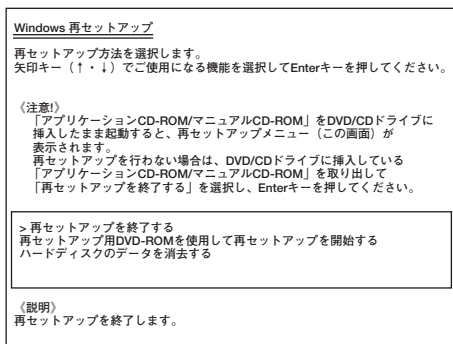 Windows 再セットアップ
再セットアップ方法を選択します。
矢印キー（↑・↓）でご使用になる機能を選択してEnterキーを押してください。
《注意!》
「アプリケーションCD-ROM/マニュアルCD-ROM」をDVD/CDドライブに
挿入したまま起動すると、再セットアップメニュー（この画面）が
表示されます。
再セットアップを行わない場合は、DVD/CDドライブに挿入している
「アプリケーションCD-ROM/マニュアルCD-ROM」を取り出して
「再セットアップを終了する」を選択し、Enterキーを押してください。
> 再セットアップを終了する
再セットアップ用DVD-ROMを使用して再セットアップを開始する
ハードディスクのデータを消去する
《説明》
再セットアップを終了します。